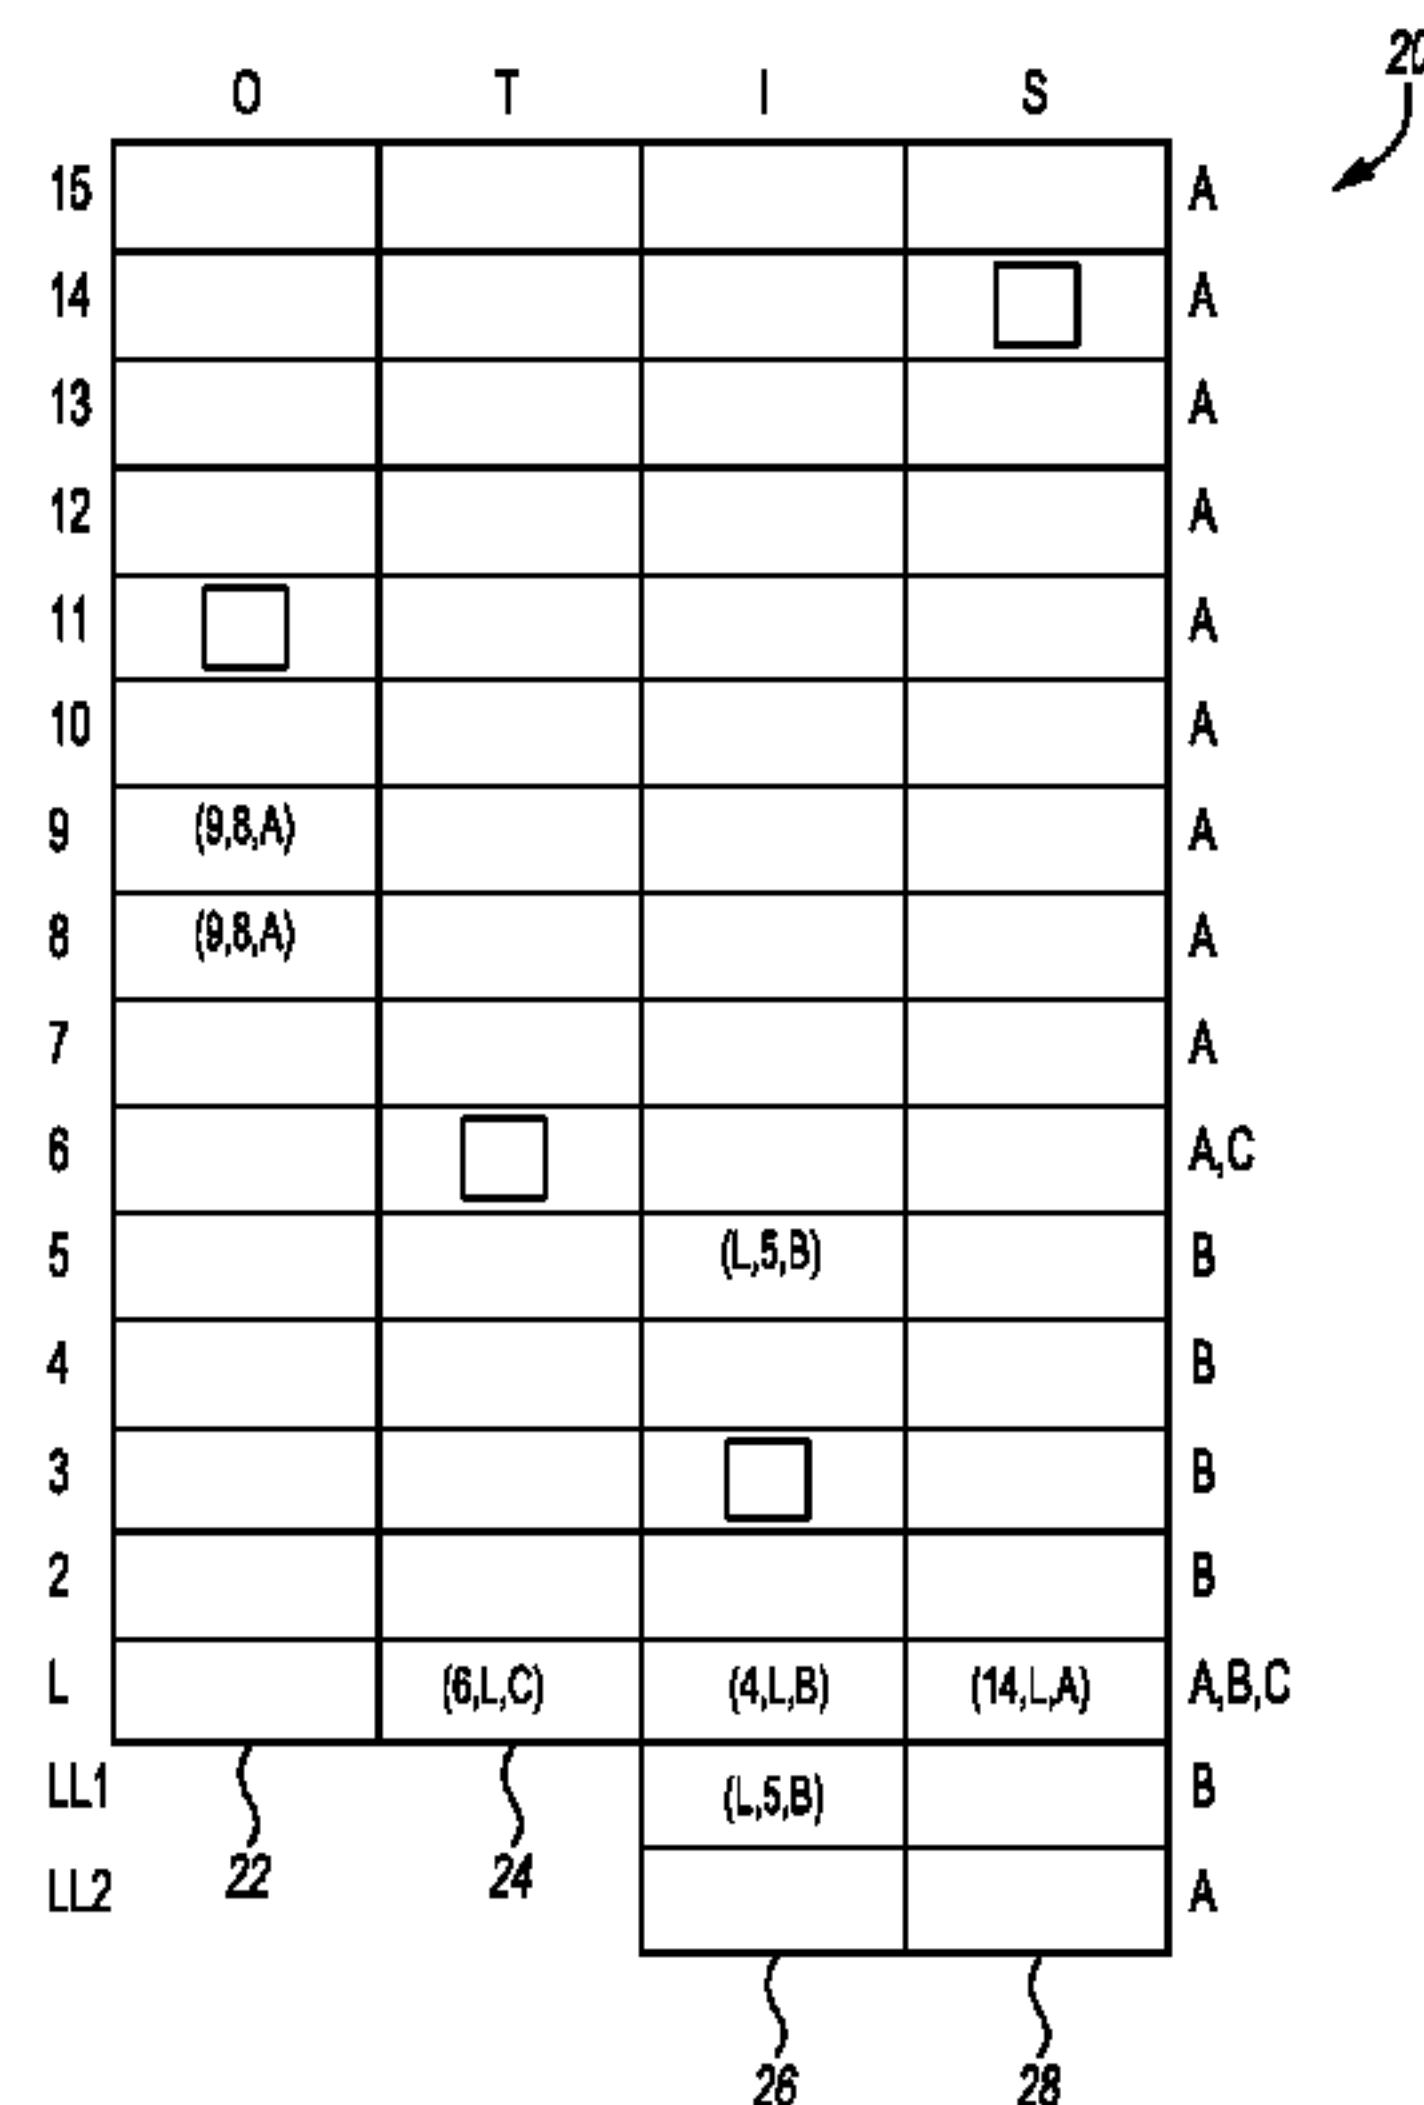 20
O T I S
15 A
14 A
13 A
12 A
11 A
10 A
9 (9,8,A) A
8 (9,8,A) A
7 A
6 A,C
5 (L,5,B) B
4 B
3 B
2 B
L (6,L,C) (4,L,B) (14,L,A) A,B,C
LL1 (L,5,B) B
22 24
LL2 A
26 28